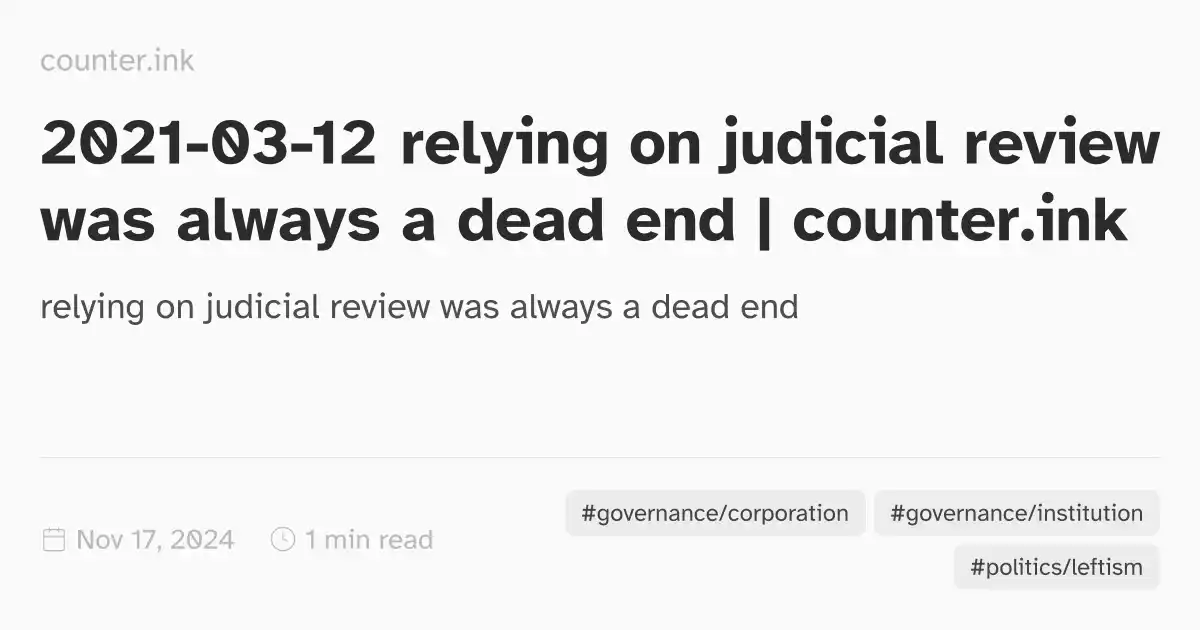 counter.ink
2021-03-12 relying on judicial review
was always a dead end | counter.ink
relying on judicial review was always a dead end
Nov 17, 2024
1 min read
#governance/corporation
#governance/institution
#politics/leftism